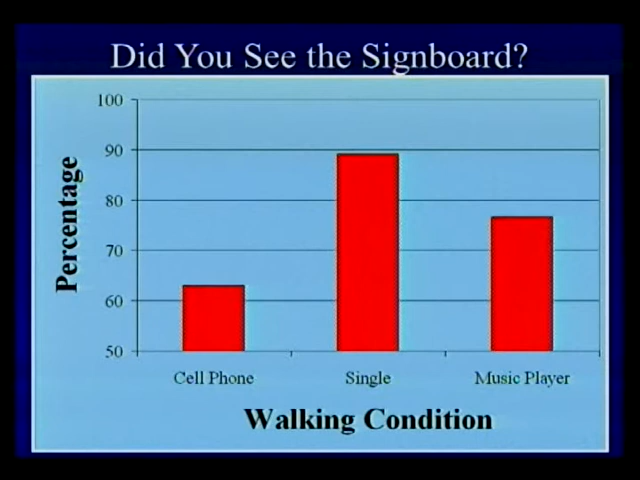 Did You See the Signboard?
100
90
80
70
60
50
Percentage
Cell Phone Single Music Player
Walking Condition